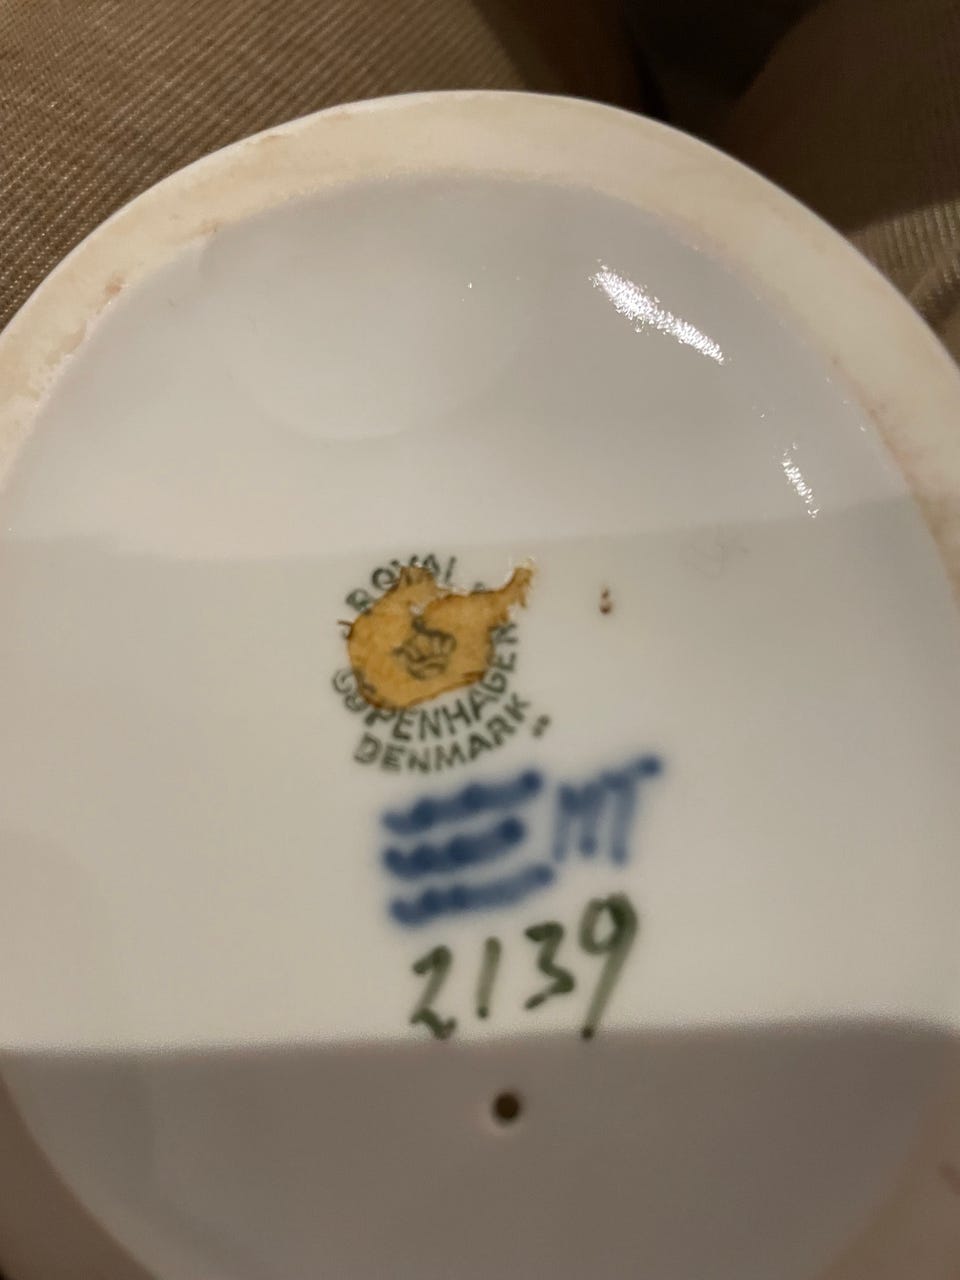 ROYAL
COPENHAGEN
DENMARK
MT
2139